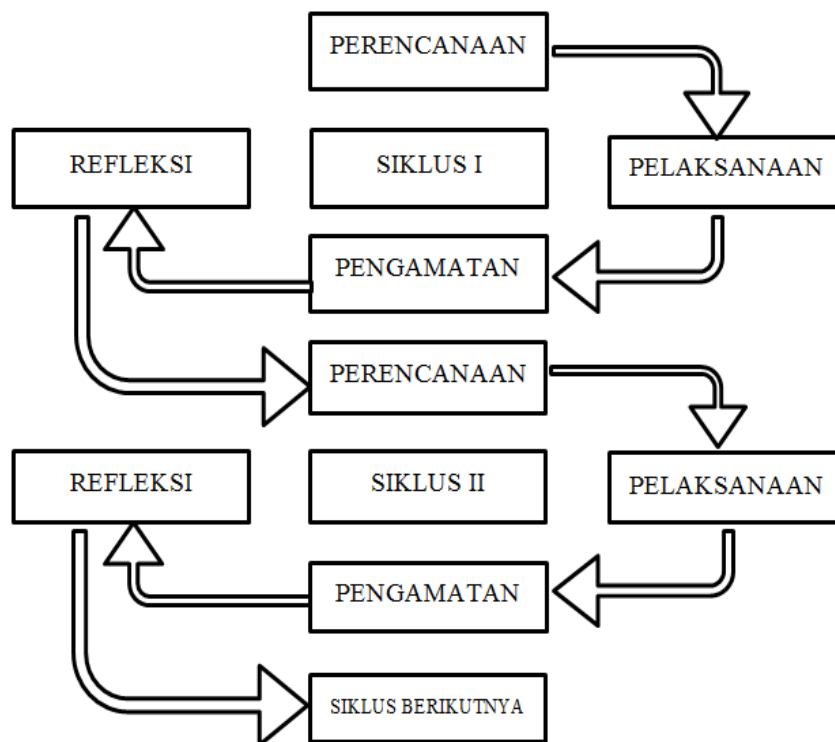 PERENCANAAN
REFLEKSI
SIKLUS I
PELAKSANAAN
PENGAMATAN
PERENCANAAN
REFLEKSI
SIKLUS II
PELAKSANAAN
PENGAMATAN
SIKLUS BERIKUTNYA